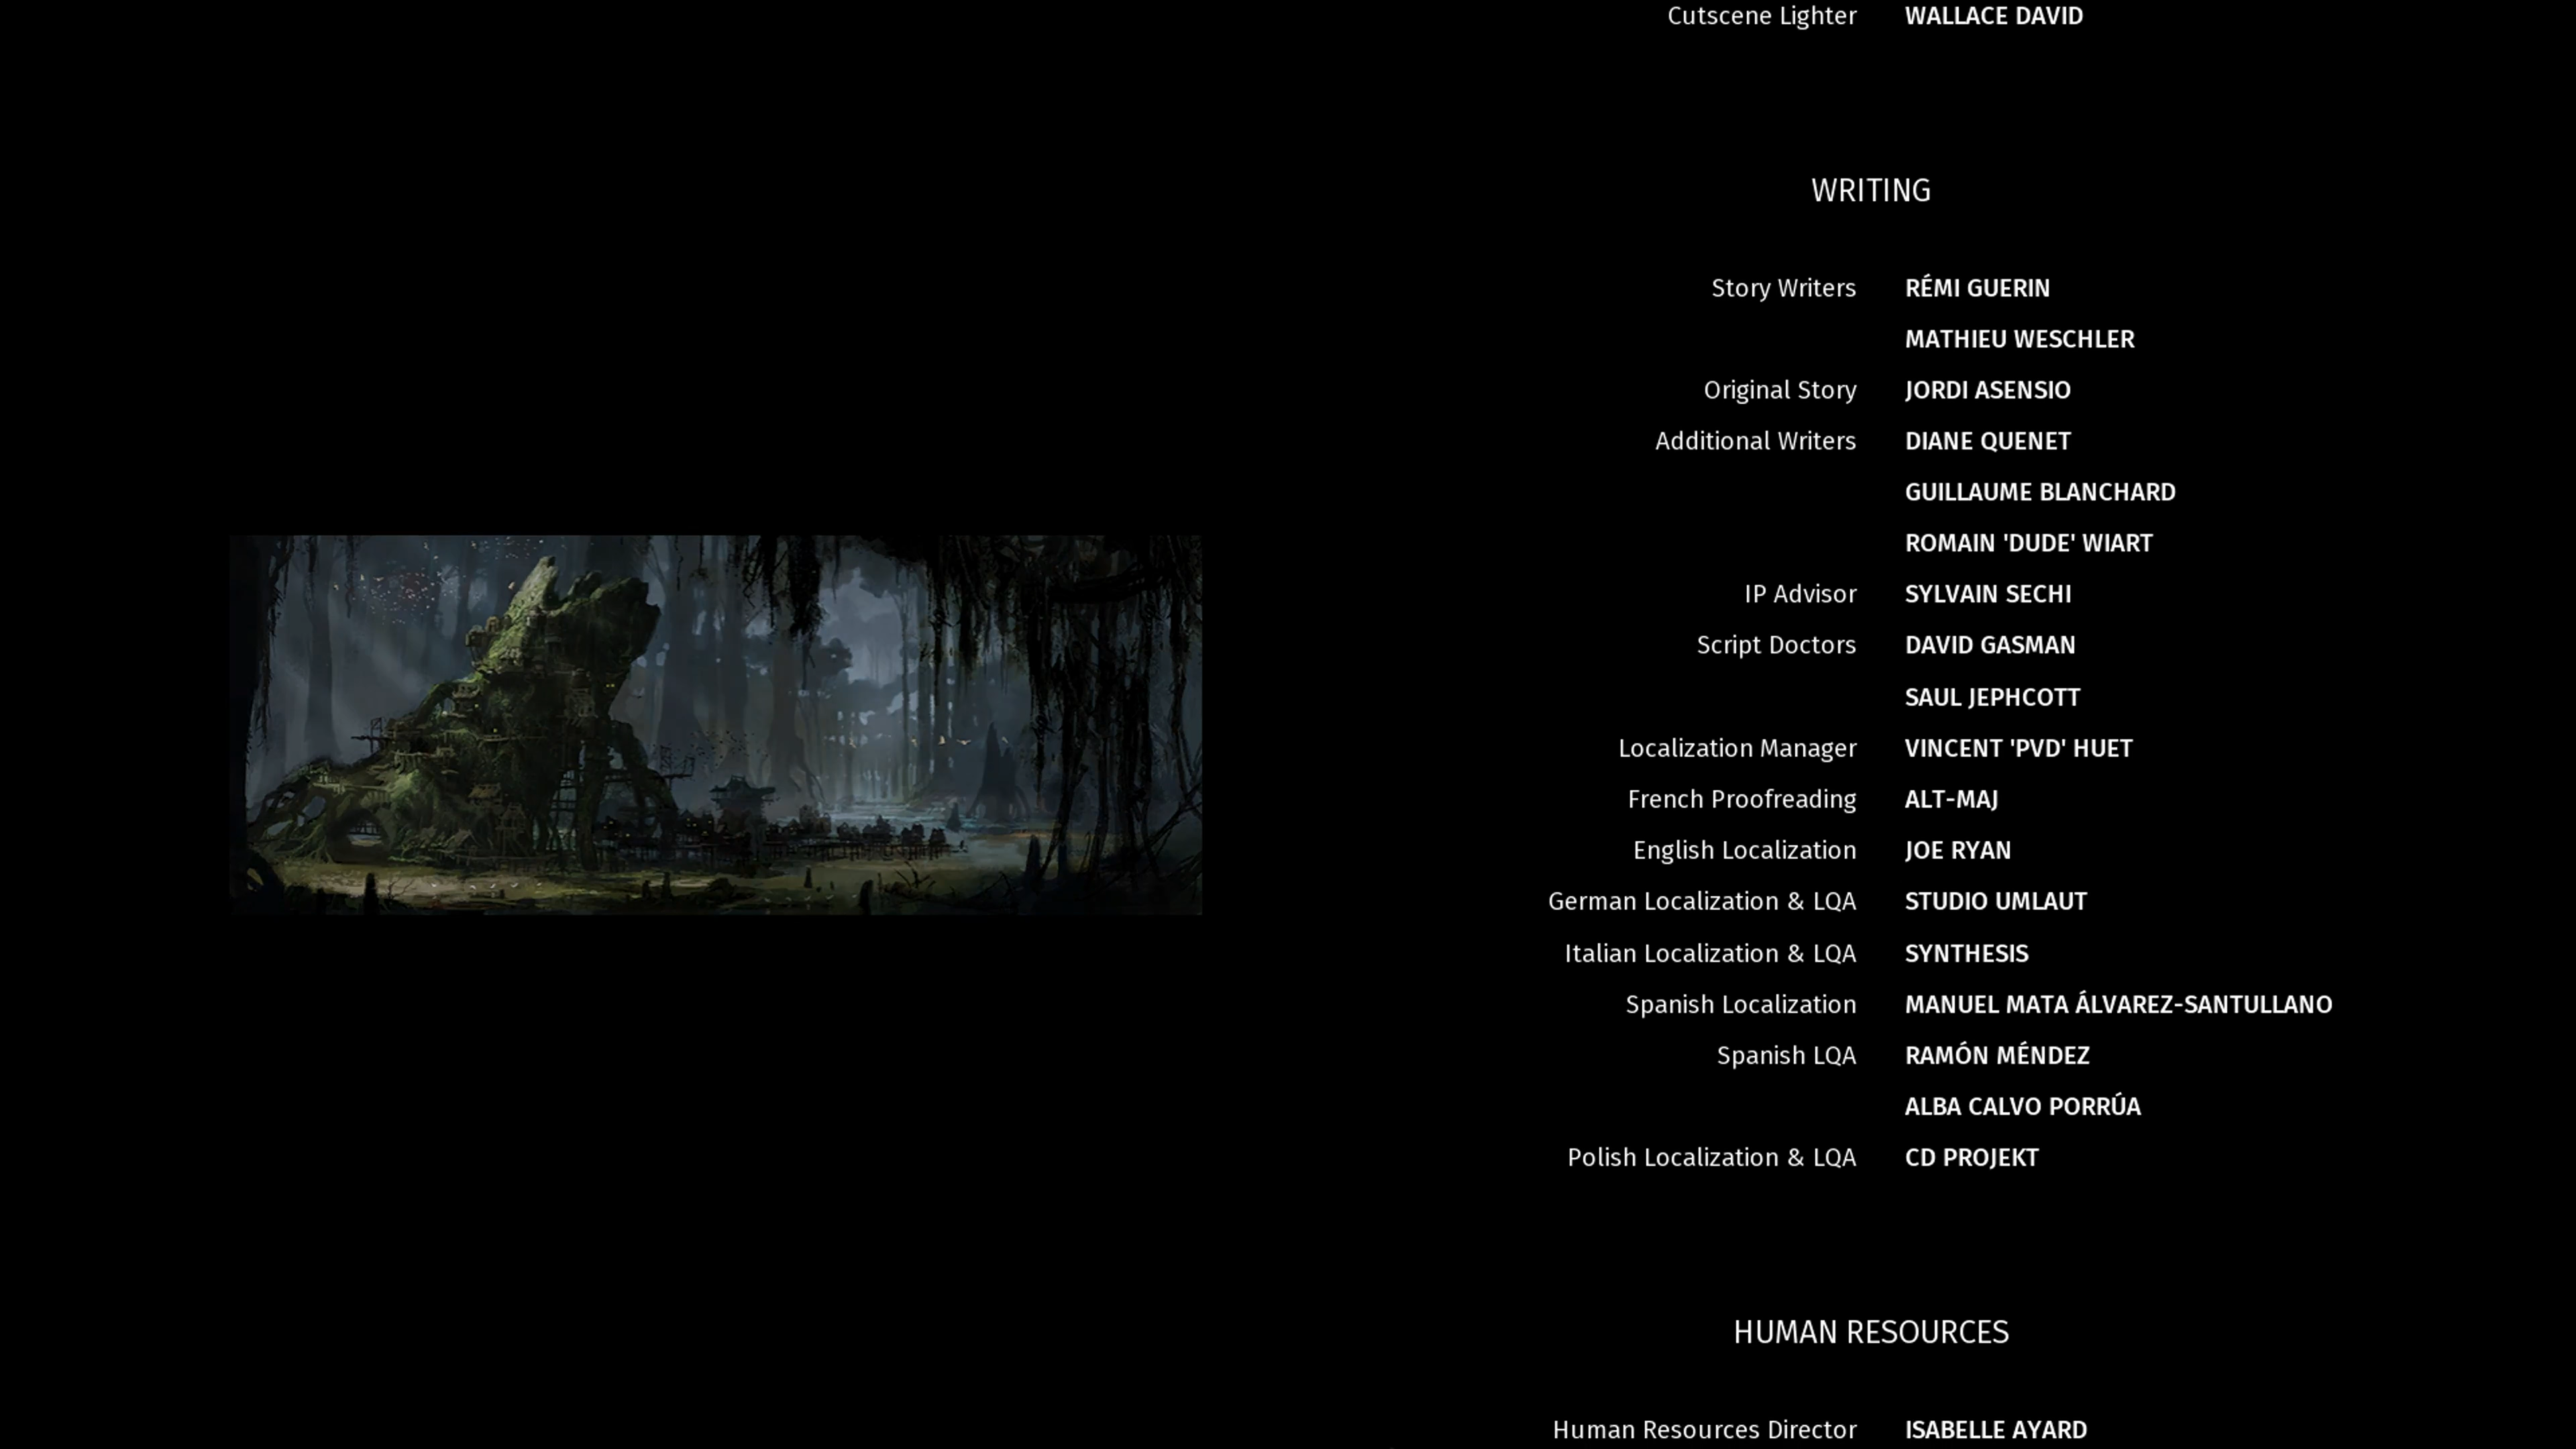 Cutscene Lighter WALLACE DAVID
WRITING
Story Writers RÉMI GUERIN
MATHIEU WESCHLER
Original Story JORDI ASENSIO
Additional Writers DIANE QUENET
GUILLAUME BLANCHARD
ROMAIN 'DUDE' WIART
IP Advisor SYLVAIN SECHI
Script Doctors DAVID GASMAN
SAUL JEPHCOTT
Localization Manager VINCENT 'PVD' HUET
French Proofreading ALT-MAJ
English Localization JOE RYAN
German Localization & LQA STUDIO UMLAUT
Italian Localization & LQA SYNTHESIS
Spanish Localization MANUEL MATA ÁLVAREZ-SANTULLANO
Spanish LQA RAMÓN MÉNDEZ
ALBA CALVO PORRÚA
Polish Localization & LQA CD PROJEKT
HUMAN RESOURCES
Human Resources Director ISABELLE AYARD